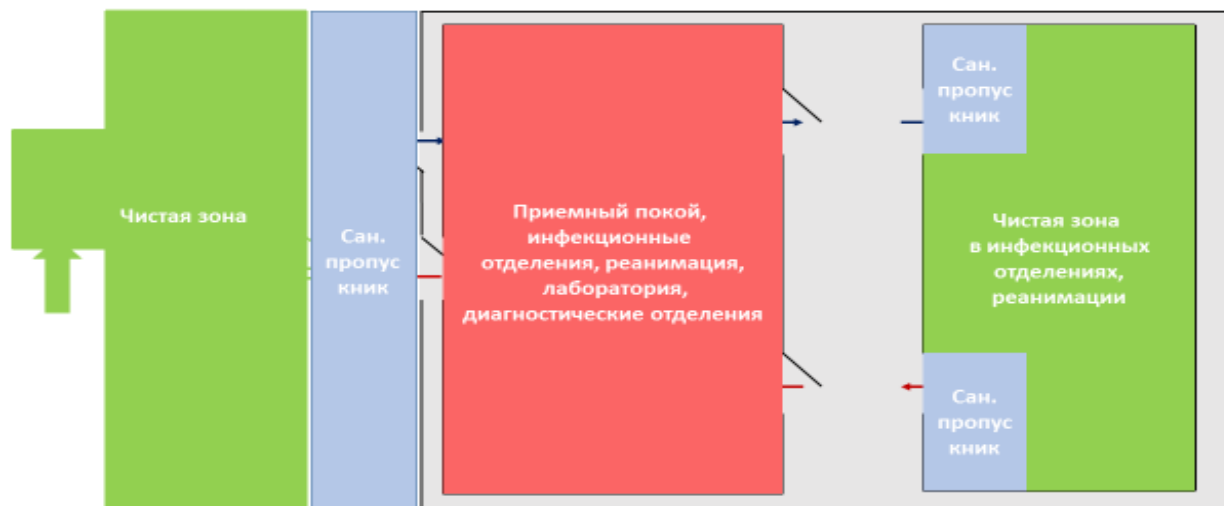 Чистая зона
Сан.
пропус
кник
Приемный покой,
инфекционные
отделения, реанимация,
лаборатория,
диагностические отделения
Сан.
пропус
кник
Чистая зона
в инфекционных
отделениях,
реанимации
Сан.
пропус
кник